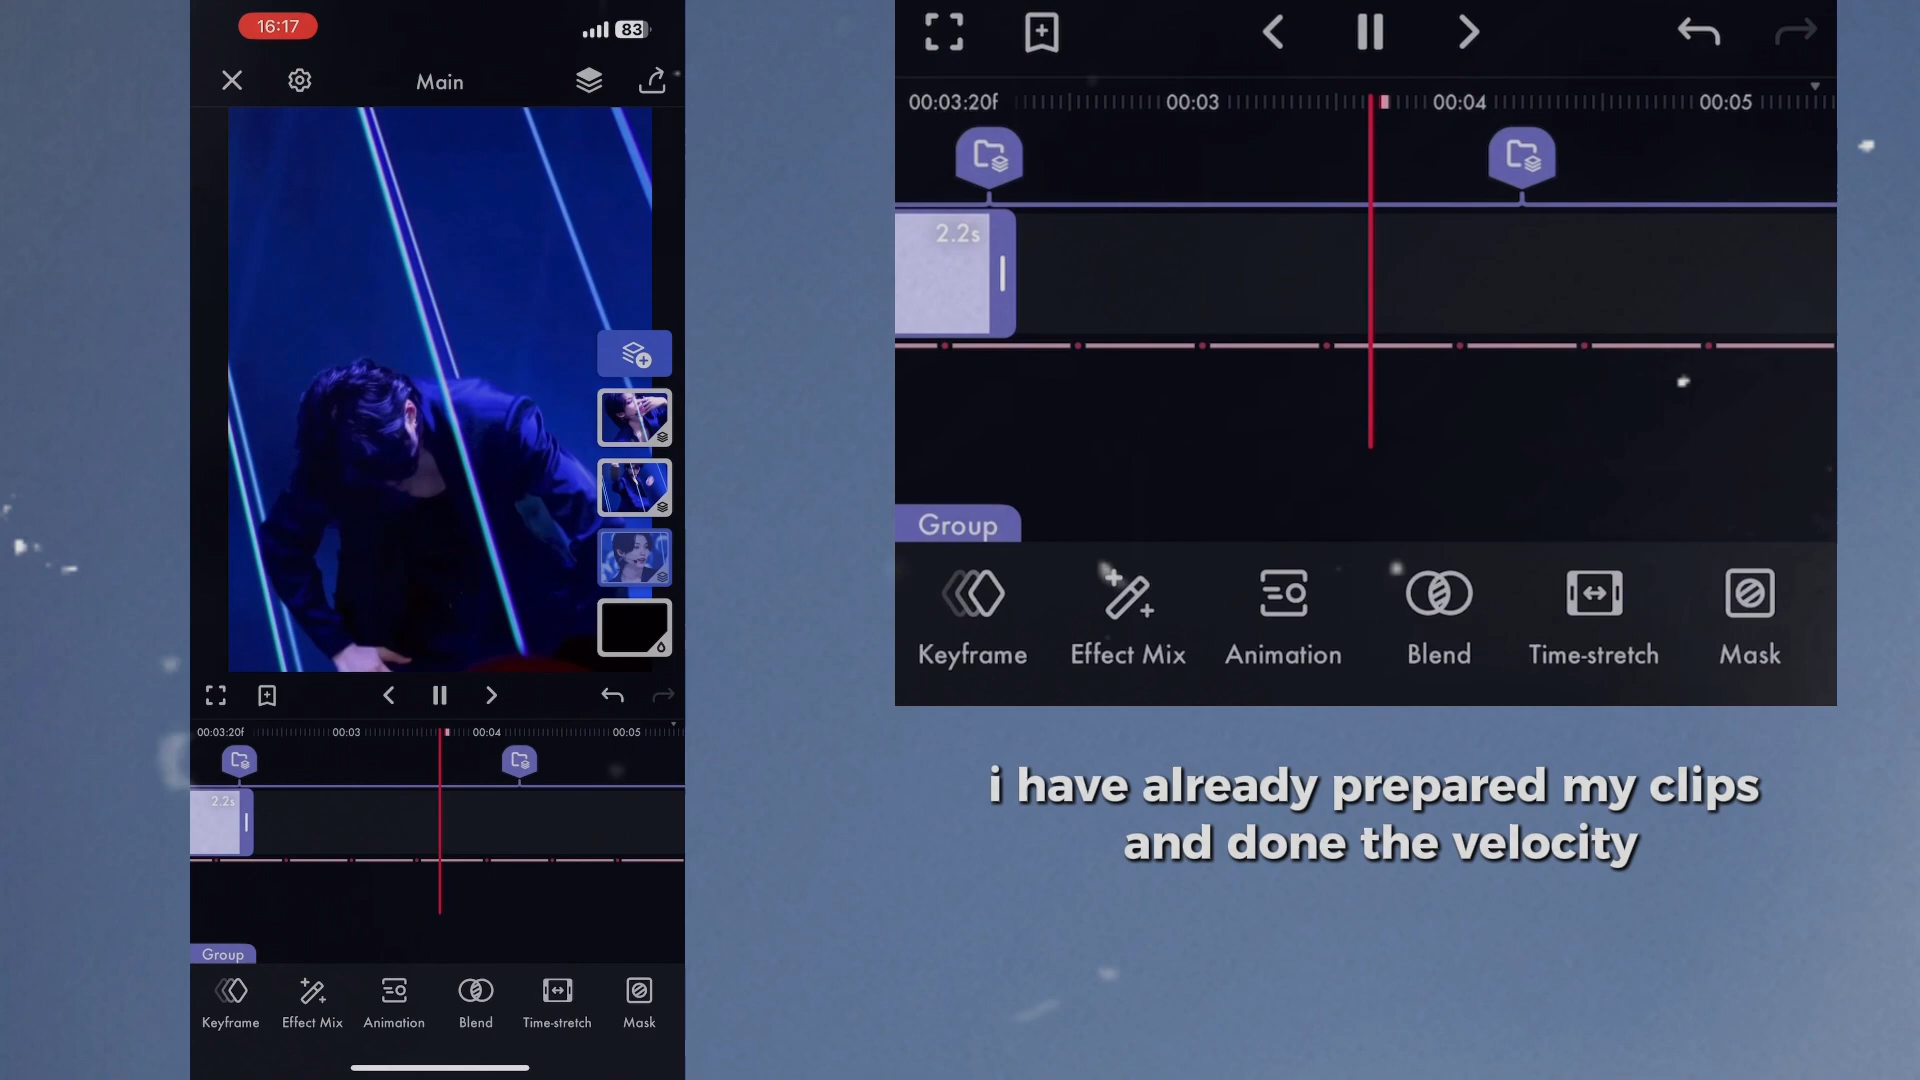 16:17
83
Main
00:03:20f 00:03 00:04 00:05
2.2s
Group
Keyframe Effect Mix Animation Blend Time-stretch Mask
00:03:20f 00:03 00:04 00:05
2.2s
Group
Keyframe Effect Mix Animation Blend Time-stretch Mask
i have already prepared my clips
and done the velocity